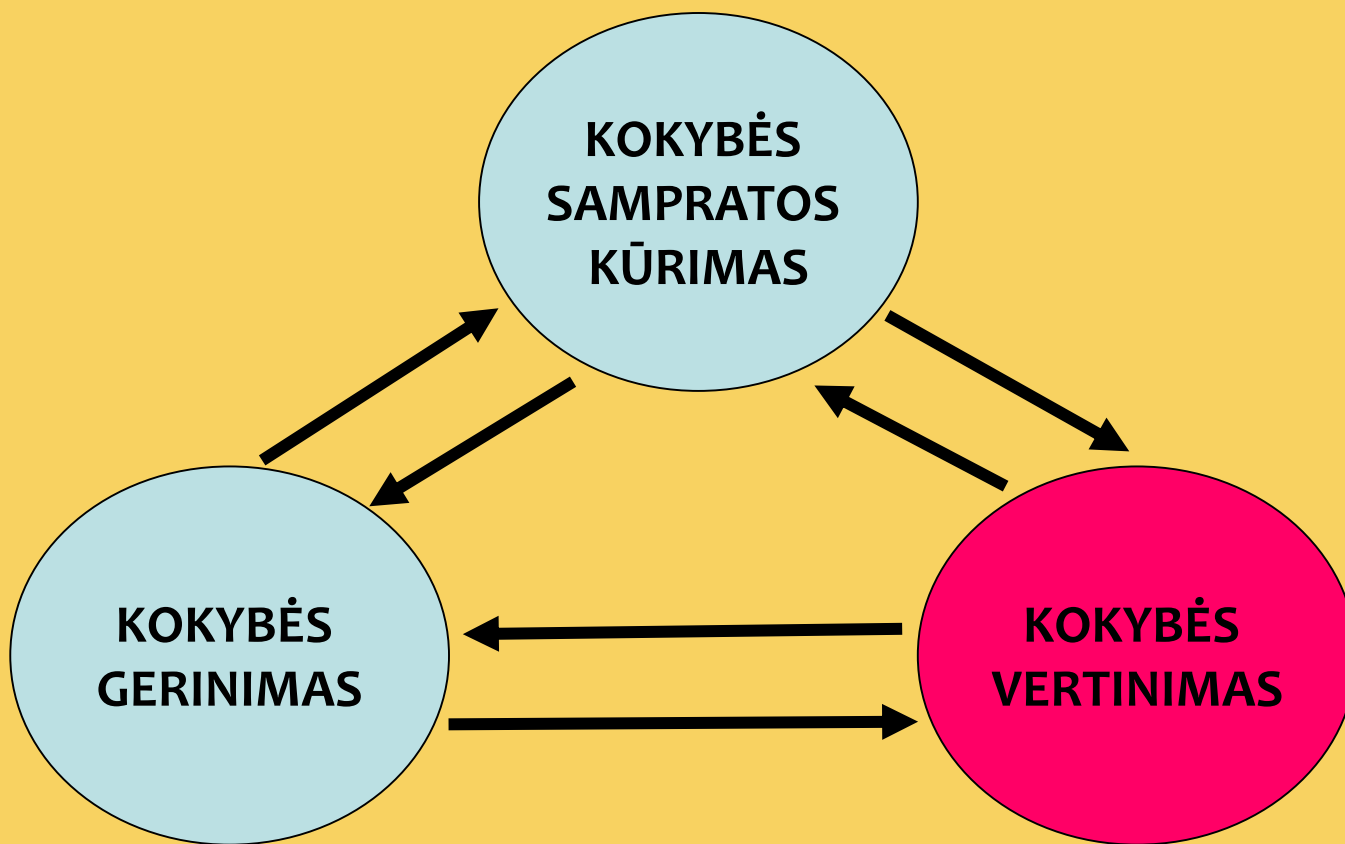 KOKYBĖS
SAMPRATOS
KŪRIMAS
KOKYBĖS
GERINIMAS
KOKYBĖS
VERTINIMAS